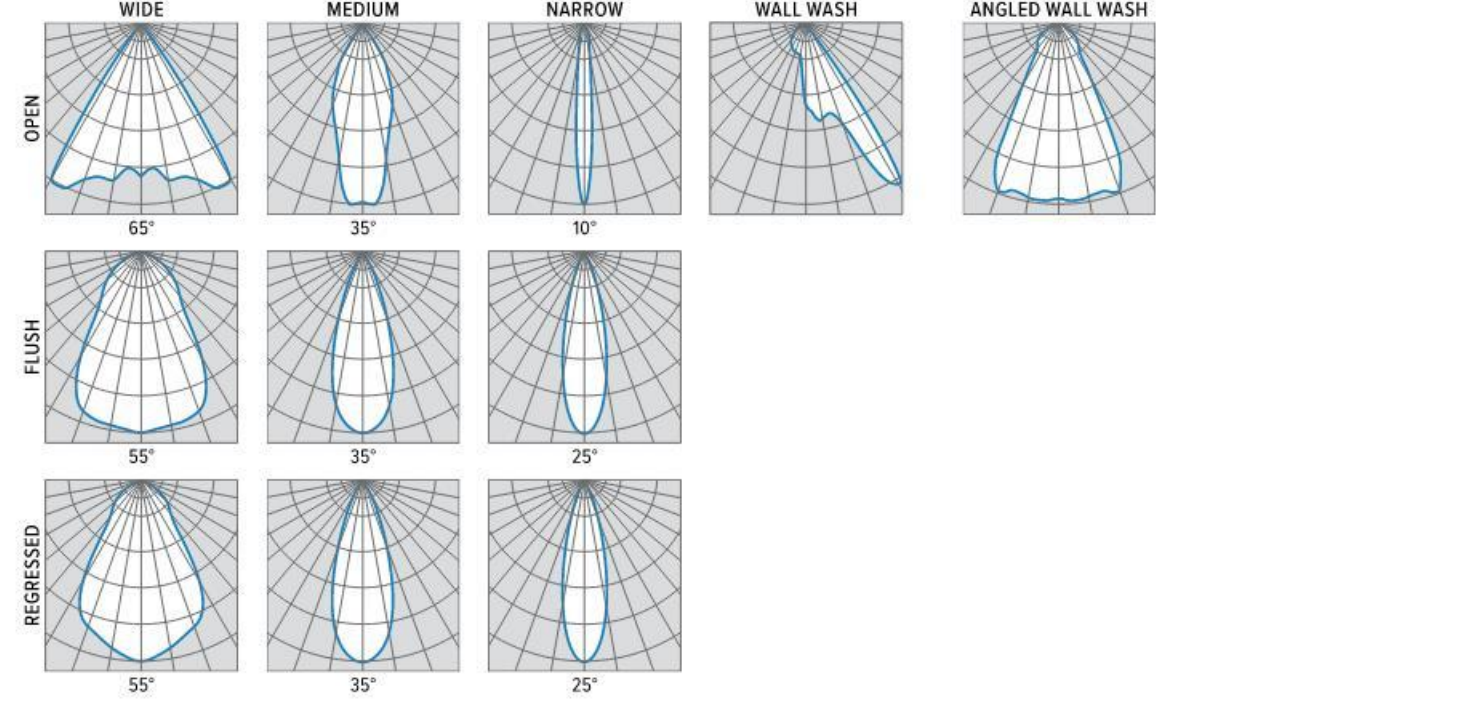 WIDE
MEDIUM
NARROW
WALL WASH
ANGLED WALL WASH
OPEN
65°
35°
10°
FLUSH
55°
35°
25°
REGRESSED
55°
35°
25°